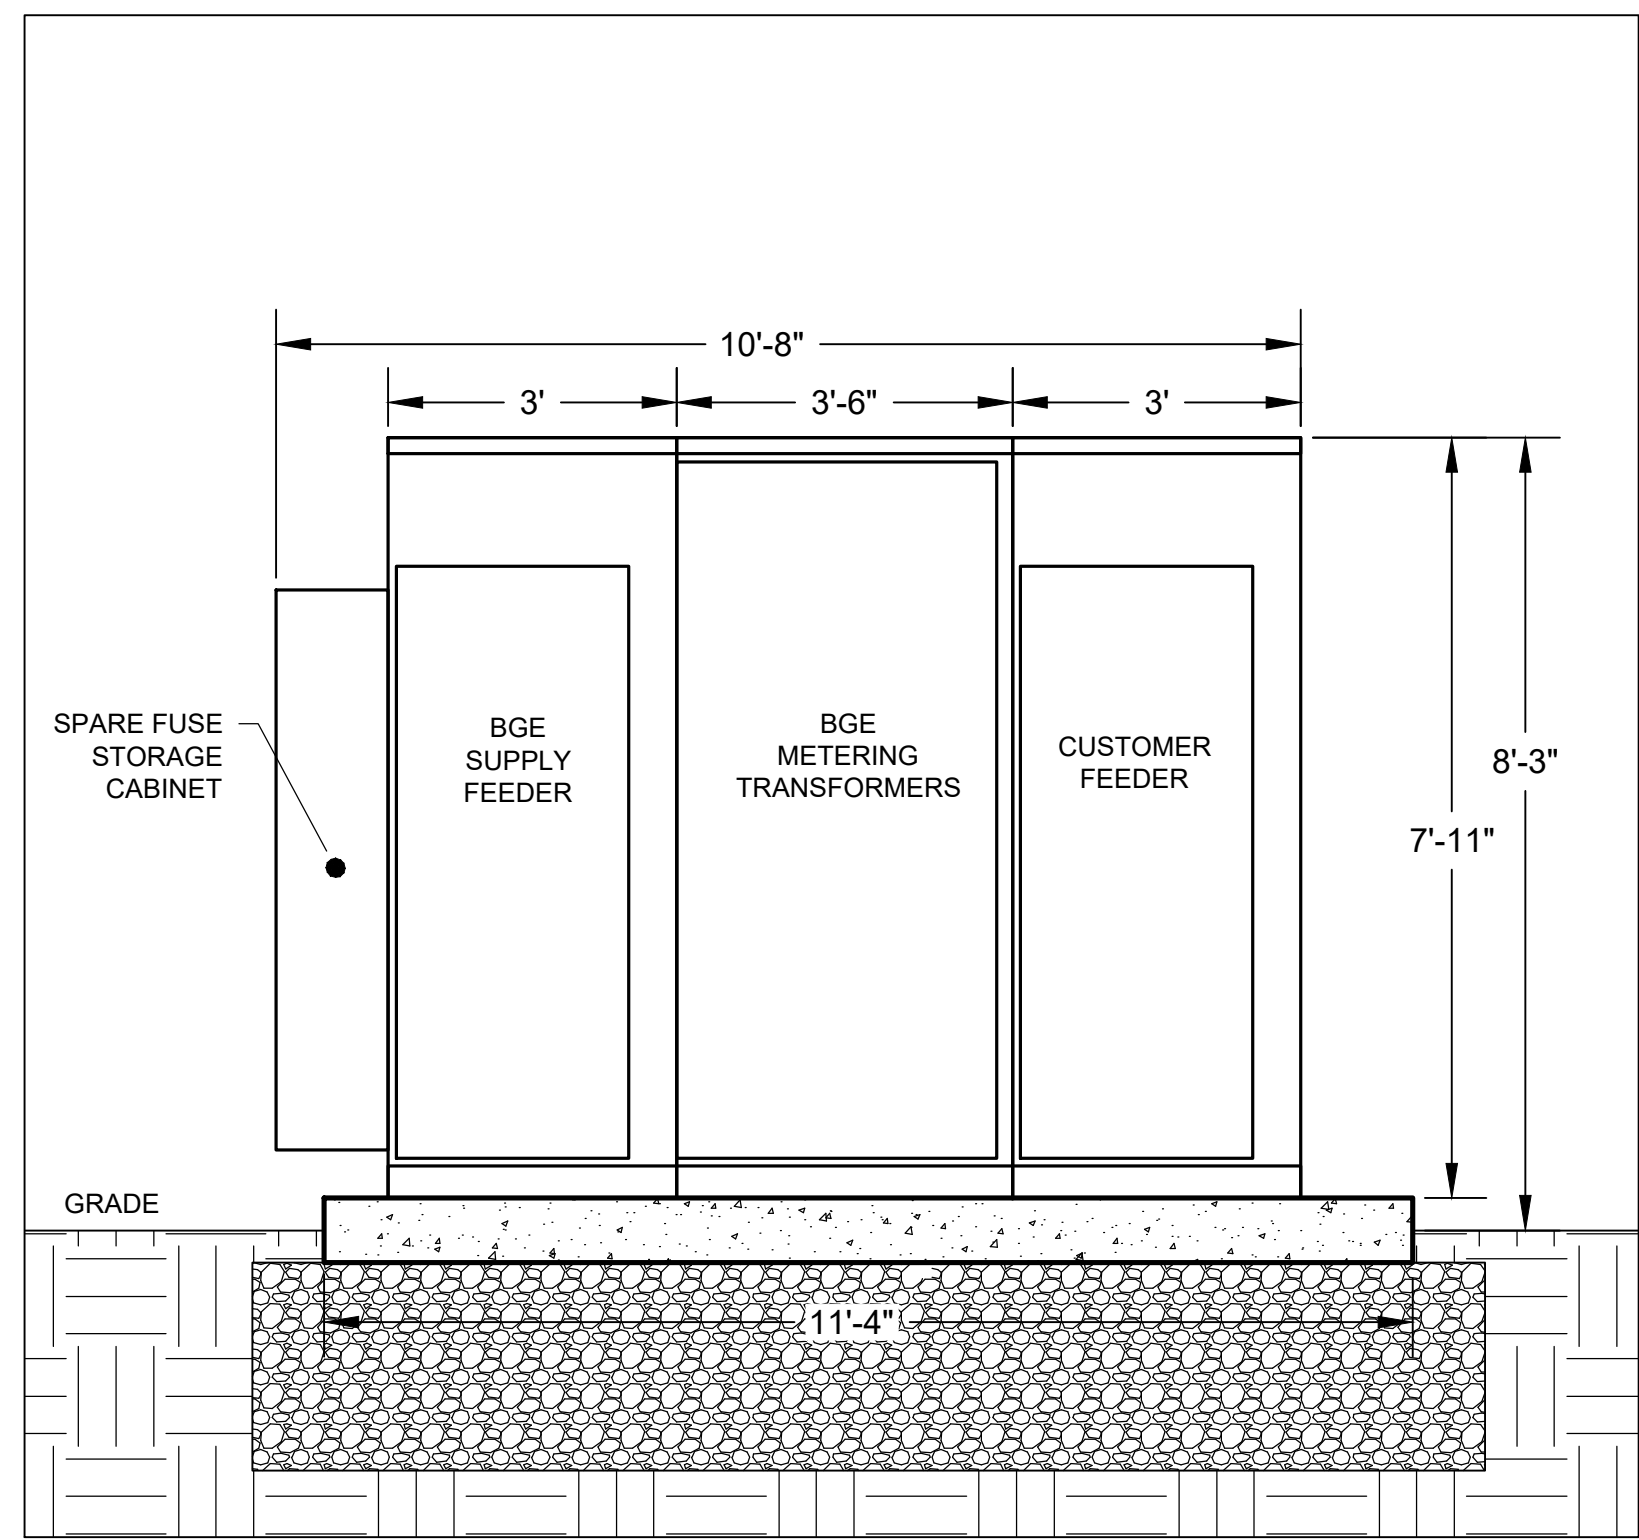 10'-8"
3'
3'-6"
3'
SPARE FUSE
STORAGE
CABINET
BGE
SUPPLY
FEEDER
BGE
METERING
TRANSFORMERS
CUSTOMER
FEEDER
8'-3"
7'-11"
GRADE
11'-4"